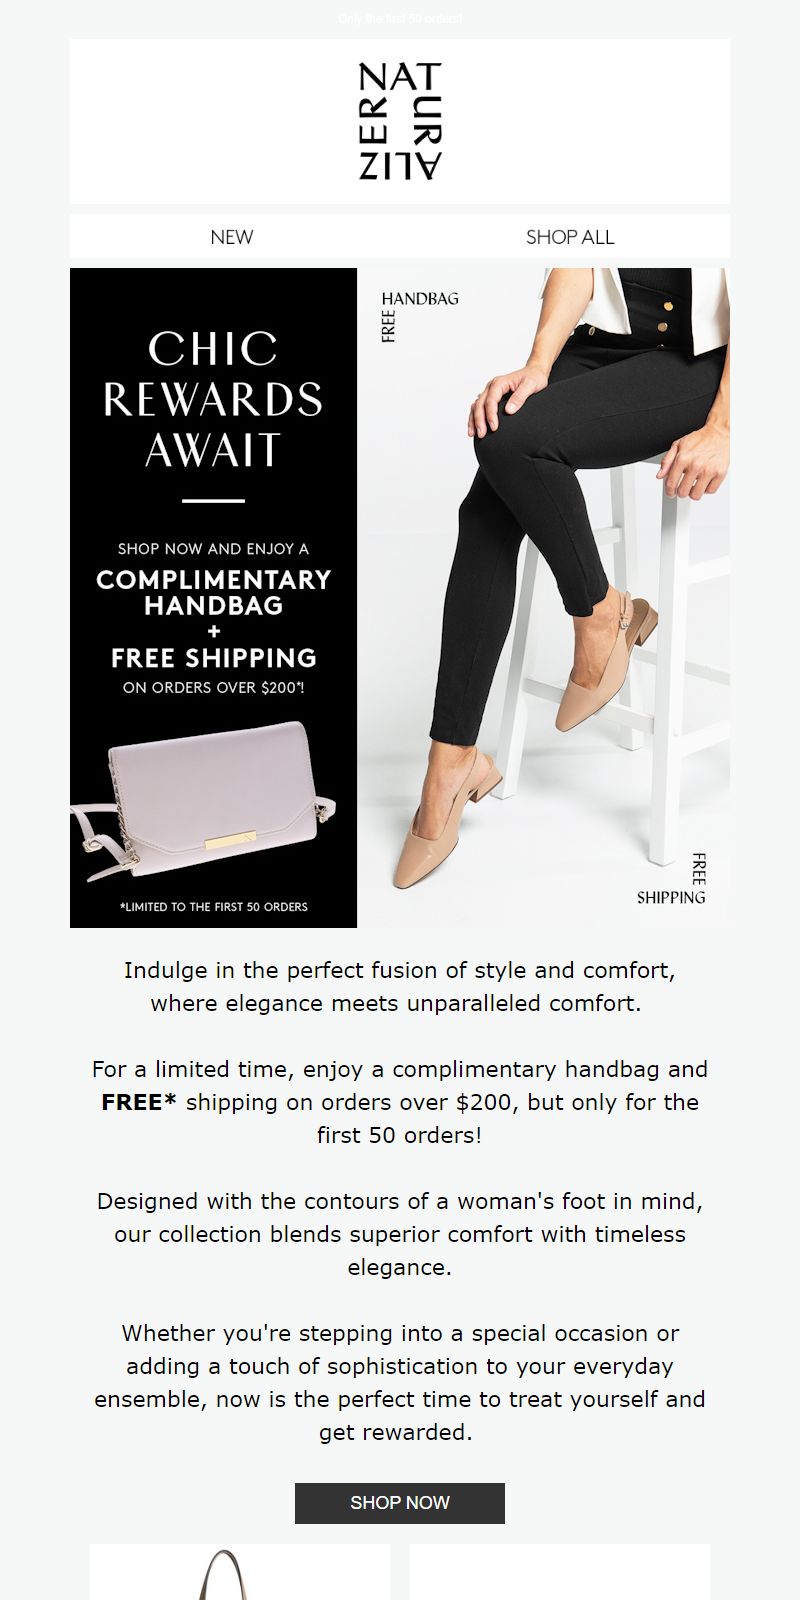 Only the first 50 orders!
NATURALIZER
NEW
SHOP ALL
CHIC
REWARDS
AWAIT
SHOP NOW AND ENJOY A
COMPLIMENTARY
HANDBAG
+
FREE SHIPPING
ON ORDERS OVER $200*!
*LIMITED TO THE FIRST 50 ORDERS
FREE
HANDBAG
FREE
SHIPPING
Indulge in the perfect fusion of style and comfort,
where elegance meets unparalleled comfort.
For a limited time, enjoy a complimentary handbag and
FREE* shipping on orders over $200, but only for the
first 50 orders!
Designed with the contours of a woman's foot in mind,
our collection blends superior comfort with timeless
elegance.
Whether you're stepping into a special occasion or
adding a touch of sophistication to your everyday
ensemble, now is the perfect time to treat yourself and
get rewarded.
SHOP NOW